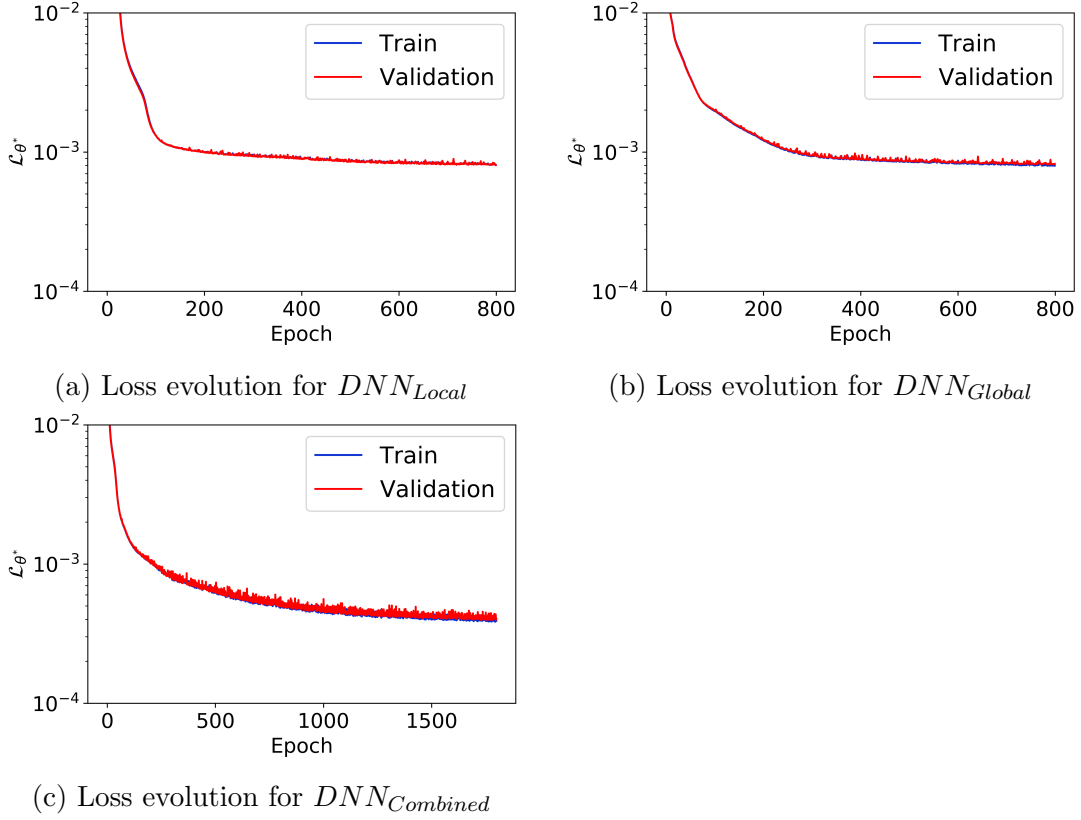 10⁻²
Train
Validation
10⁻³
10⁻⁴
ℒ_θ*
0 200 400 600 800
Epoch
(a) Loss evolution for DNN_Local
10⁻²
Train
Validation
10⁻³
10⁻⁴
ℒ_θ*
0 200 400 600 800
Epoch
(b) Loss evolution for DNN_Global
10⁻²
Train
Validation
10⁻³
10⁻⁴
ℒ_θ*
0 500 1000 1500
Epoch
(c) Loss evolution for DNN_Combined